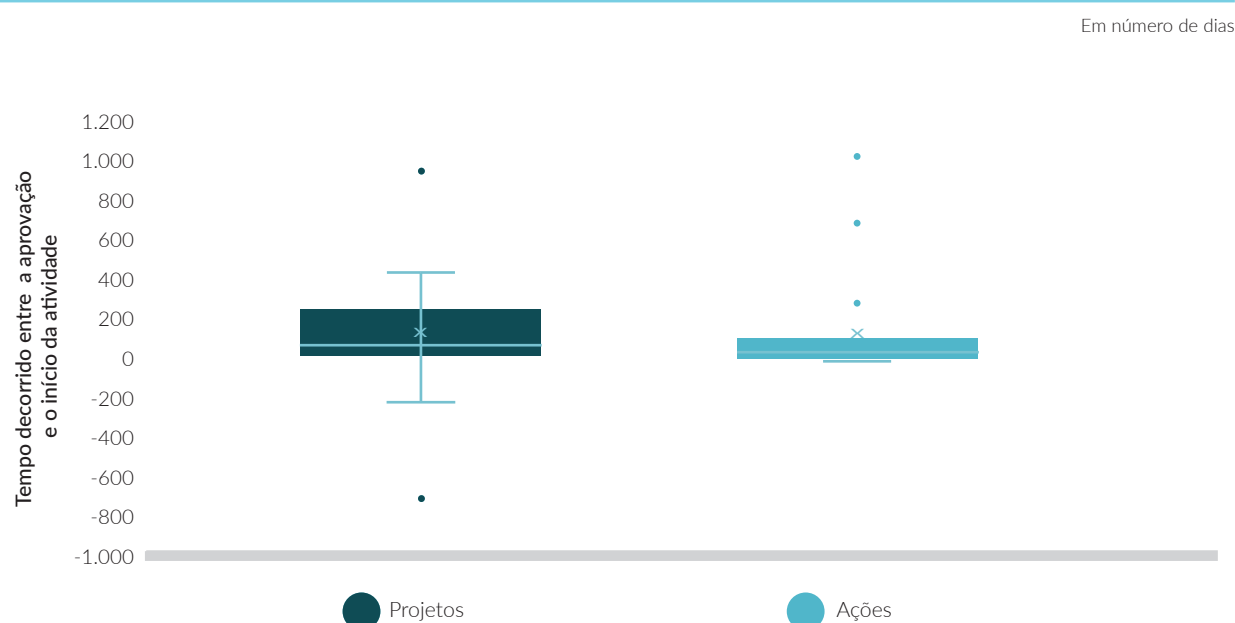 Em número de dias
1.200
1.000
800
600
400
200
0
-200
-400
-600
-800
-1.000
Tempo decorrido entre a aprovação
e o início da atividade
Projetos
Ações